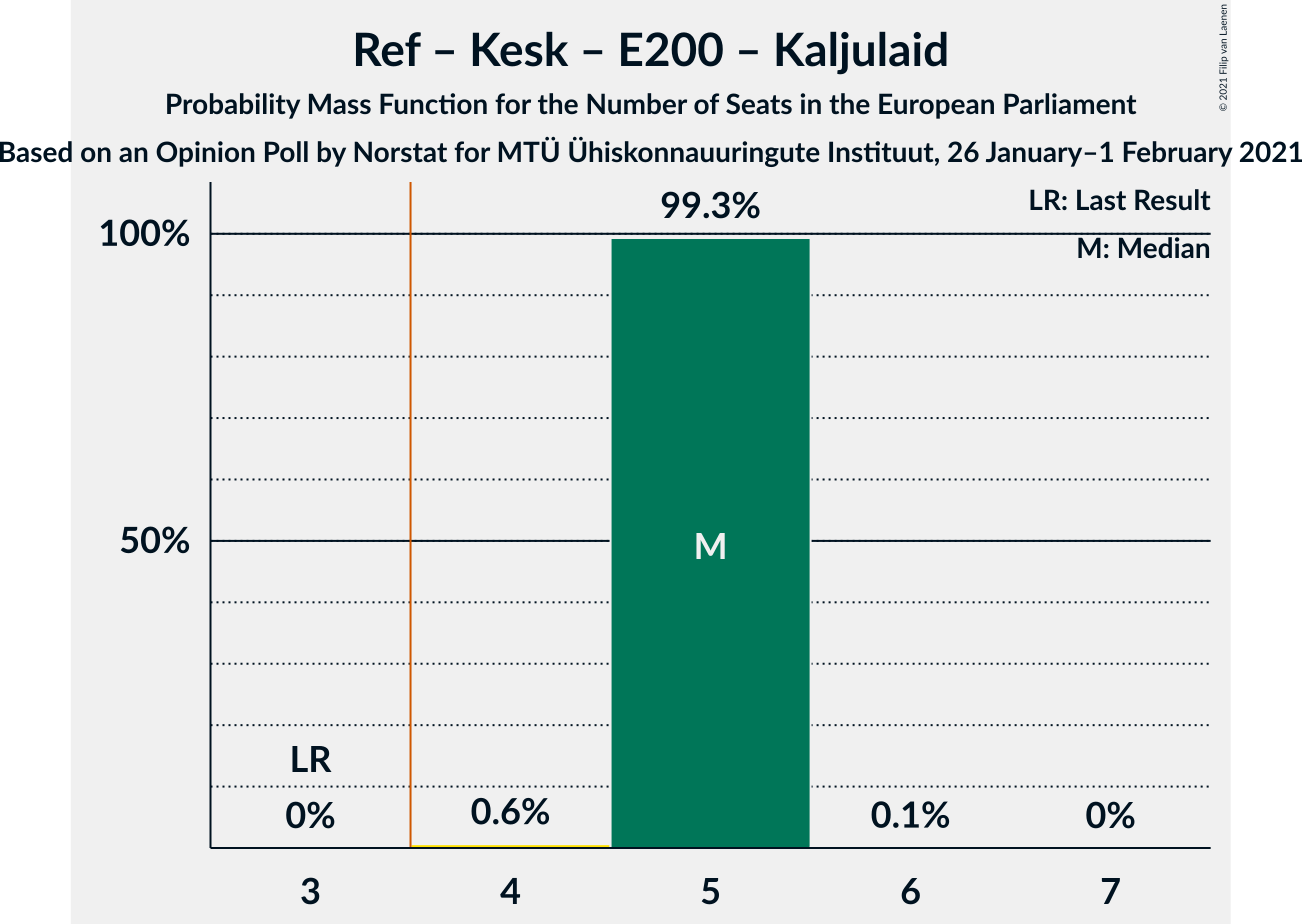 Ref – Kesk – E200 – Kaljulaid
Probability Mass Function for the Number of Seats in the European Parliament
Based on an Opinion Poll by Norstat for MTÜ Ühiskonnauuringute Instituut, 26 January–1 February 2021
© 2021 Filip van Laenen
LR: Last Result
M: Median
99.3%
100%
50%
M
LR
0%
0.6%
0.1%
0%
3
4
5
6
7